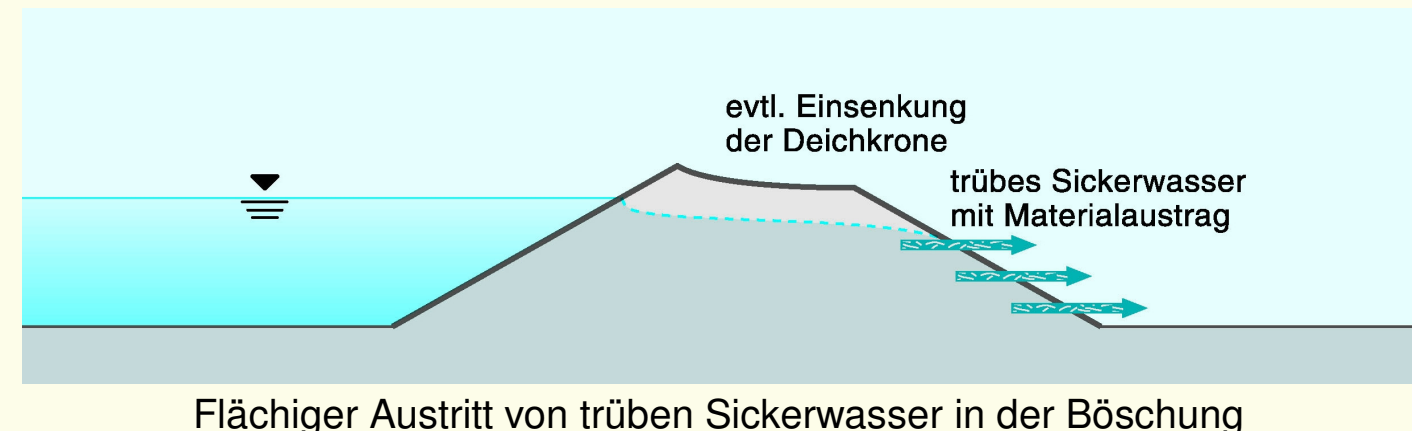 evtl. Einsenkung
der Deichkrone
trübes Sickerwasser
mit Materialaustrag
Flächiger Austritt von trüben Sickerwasser in der Böschung